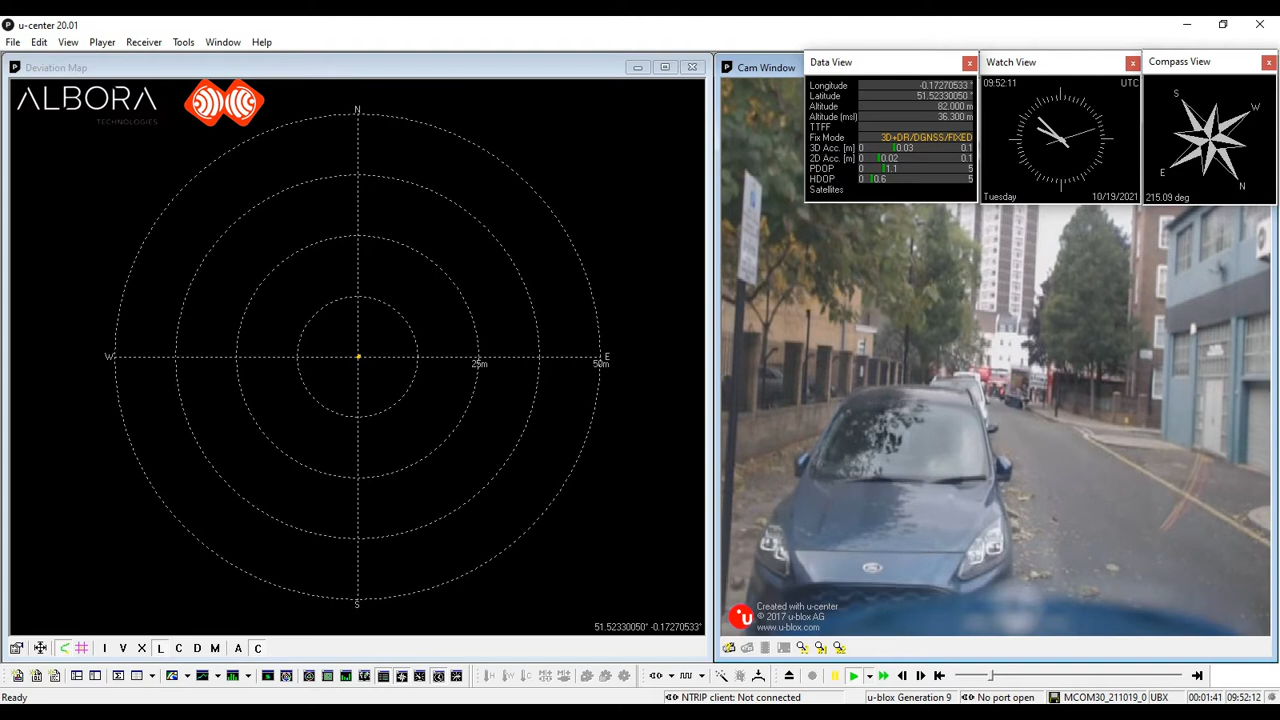 u-center 20.01
File Edit View Player Receiver Tools Window Help
Deviation Map
ALBORA
TECHNOLOGIES
N
W
E
25m
50m
S
51.52330050° -0.17270533°
I V X L C D M A C
Cam Window
Data View
Longitude -0.17270533 °
Latitude 51.52330050 °
Altitude 82.000 m
Altitude (msl) 36.300 m
TTFF
Fix Mode 3D+DR/DGNSS/FIXED
3D Acc. [m] 0 0.03 0.1
2D Acc. [m] 0 0.02 0.1
PDOP 0 1.1 5
HDOP 0 0.6 5
Satellites
Watch View
09:52:11 UTC
Tuesday 10/19/2021
Compass View
S
W
E
N
215.09 deg
Created with u-center
© 2017 u-blox AG
www.u-blox.com
Ready
NTRIP client: Not connected
u-blox Generation 9
No port open
MCOM30_211019_0
UBX
00:01:41
09:52:12